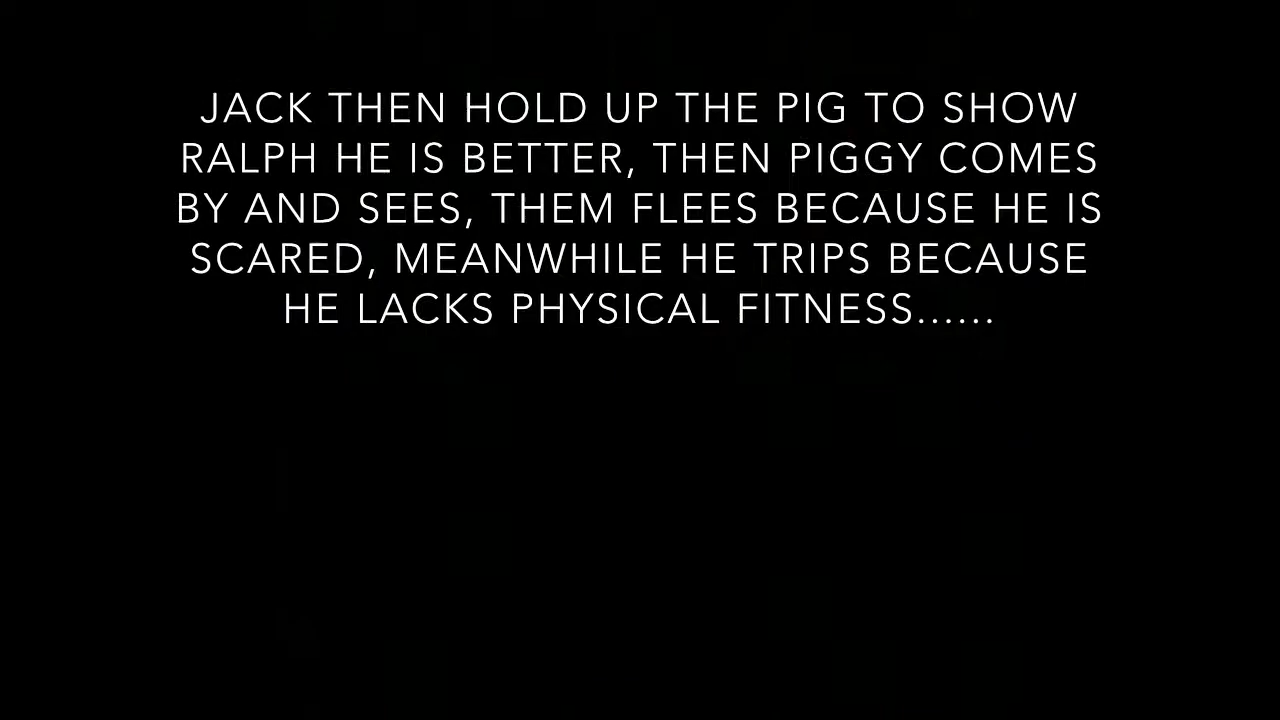 JACK THEN HOLD UP THE PIG TO SHOW
RALPH HE IS BETTER, THEN PIGGY COMES
BY AND SEES, THEM FLEES BECAUSE HE IS
SCARED, MEANWHILE HE TRIPS BECAUSE
HE LACKS PHYSICAL FITNESS......